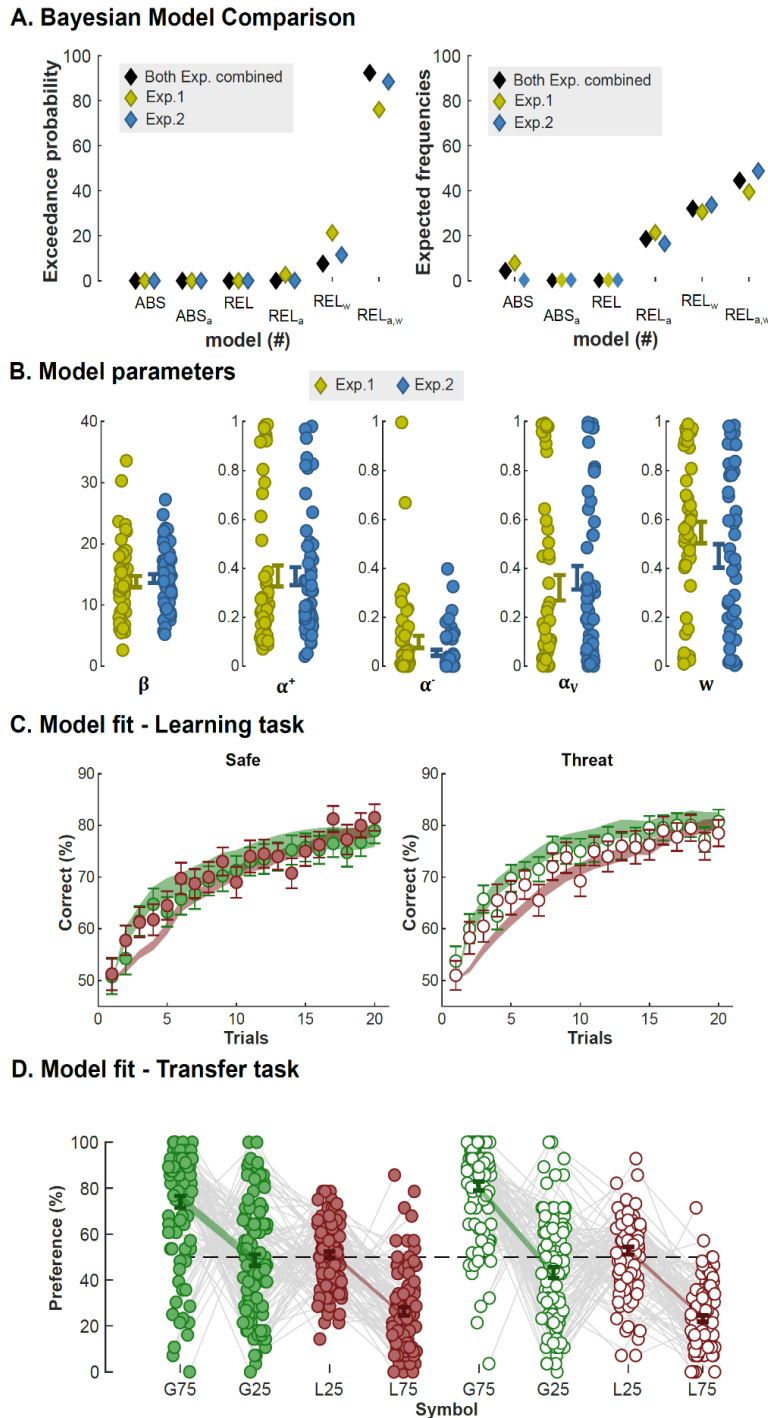 A. Bayesian Model Comparison
Exceedance probability
100
80
60
40
20
0
Both Exp. combined
Exp.1
Exp.2
ABS
ABSₐ
REL
RELₐ
REL_w
REL_a,w
model (#)
Expected frequencies
100
80
60
40
20
0
Both Exp. combined
Exp.1
Exp.2
ABS
ABSₐ
REL
RELₐ
REL_w
REL_a,w
model (#)
B. Model parameters
Exp.1 Exp.2
40
30
20
10
0
β
1
0.8
0.6
0.4
0.2
0
α⁺
1
0.8
0.6
0.4
0.2
0
α⁻
1
0.8
0.6
0.4
0.2
0
α_V
1
0.8
0.6
0.4
0.2
0
w
C. Model fit - Learning task
Safe
Correct (%)
90
80
70
60
50
0 5 10 15 20
Trials
Threat
Correct (%)
90
80
70
60
50
0 5 10 15 20
Trials
D. Model fit - Transfer task
Preference (%)
100
80
60
40
20
0
G75 G25 L25 L75 G75 G25 L25 L75
Symbol